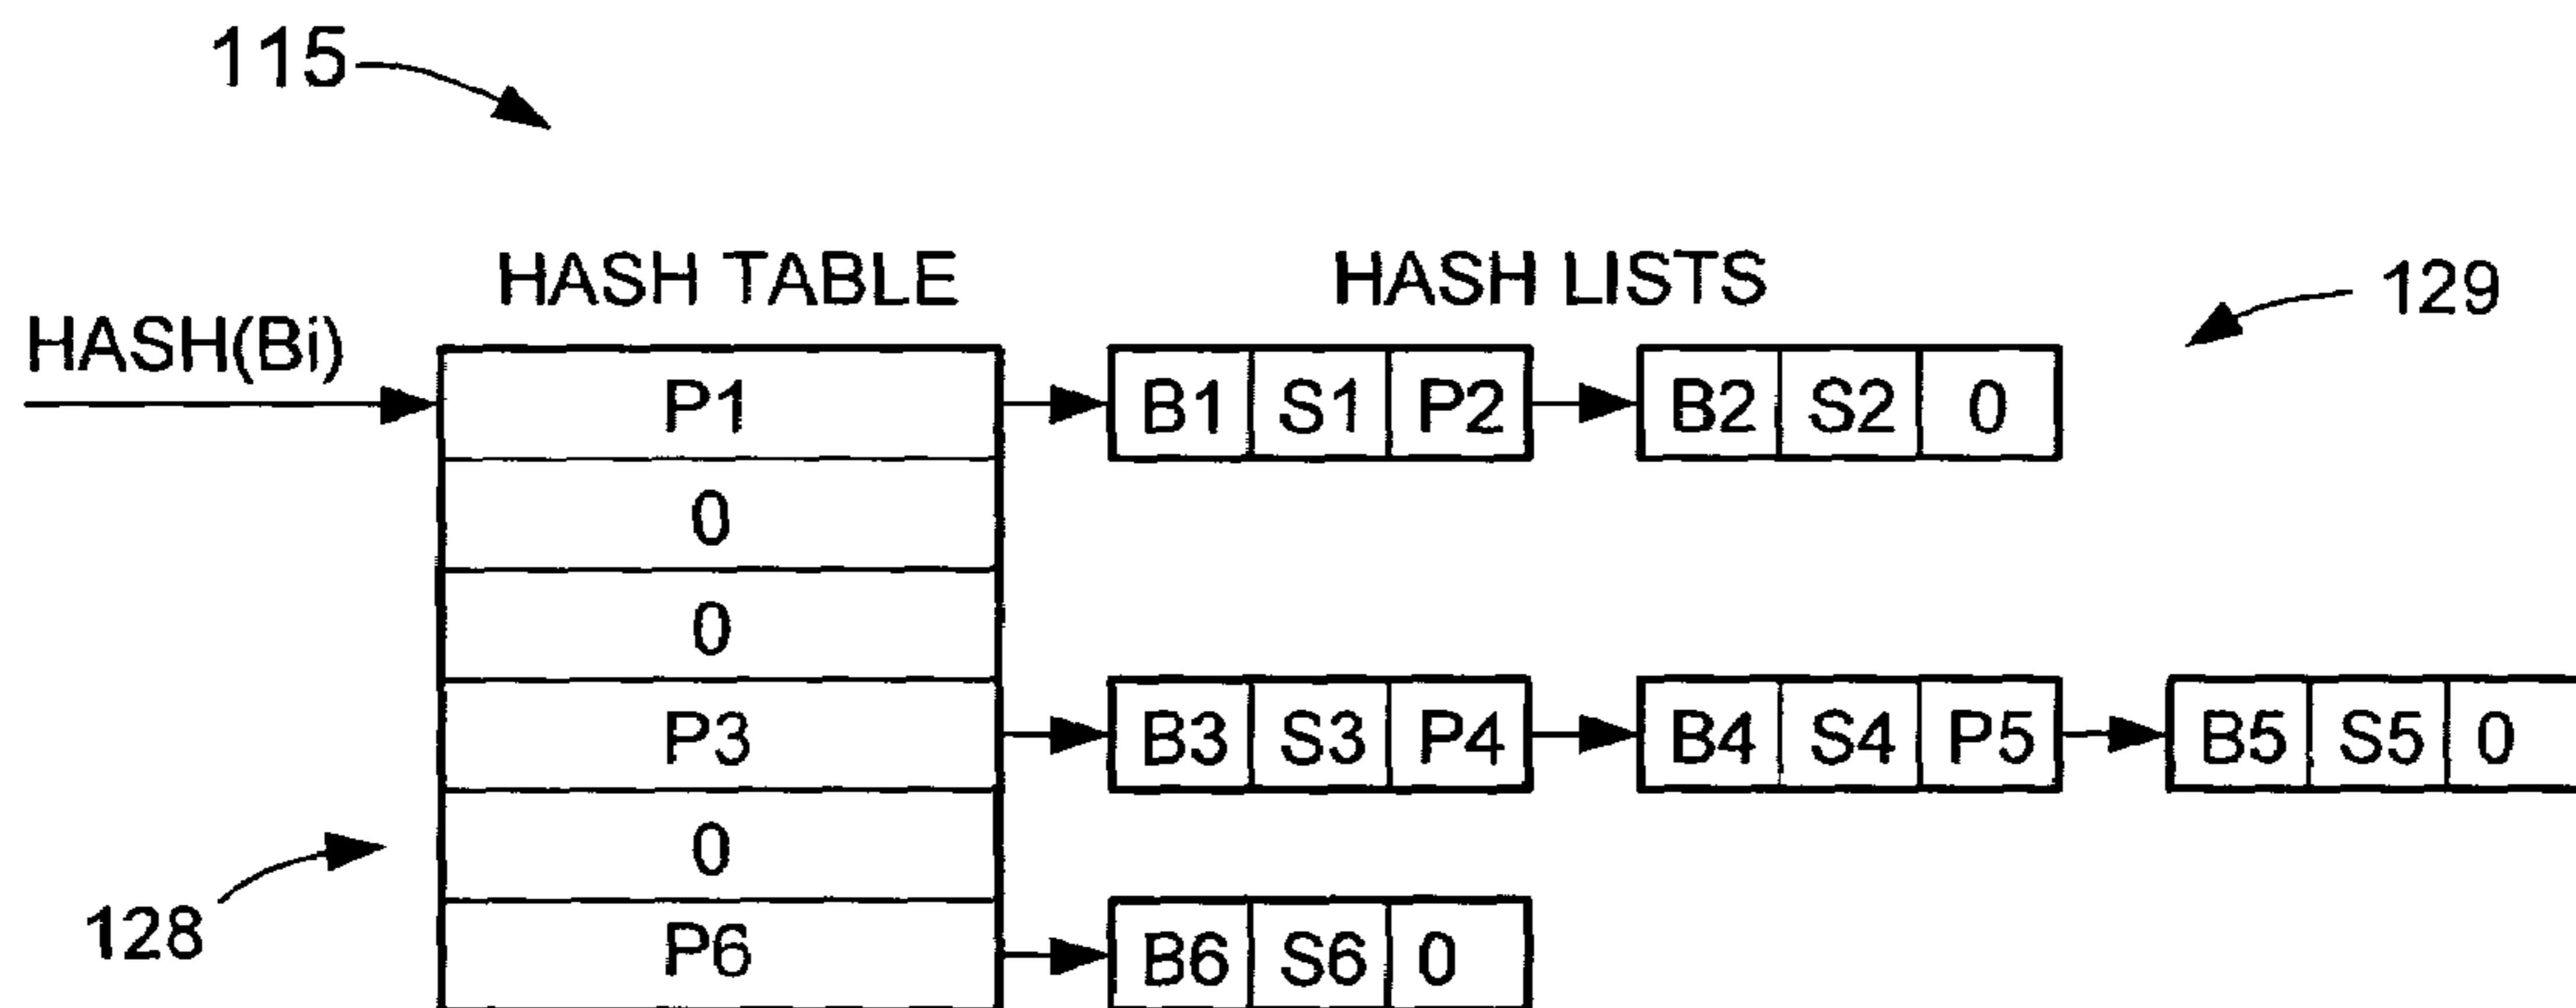 115
HASH TABLE HASH LISTS
129
HASH(Bi)
P1 B1 S1 P2 B2 S2 0
0
0
P3 B3 S3 P4 B4 S4 P5 B5 S5 0
0
128
P6 B6 S6 0